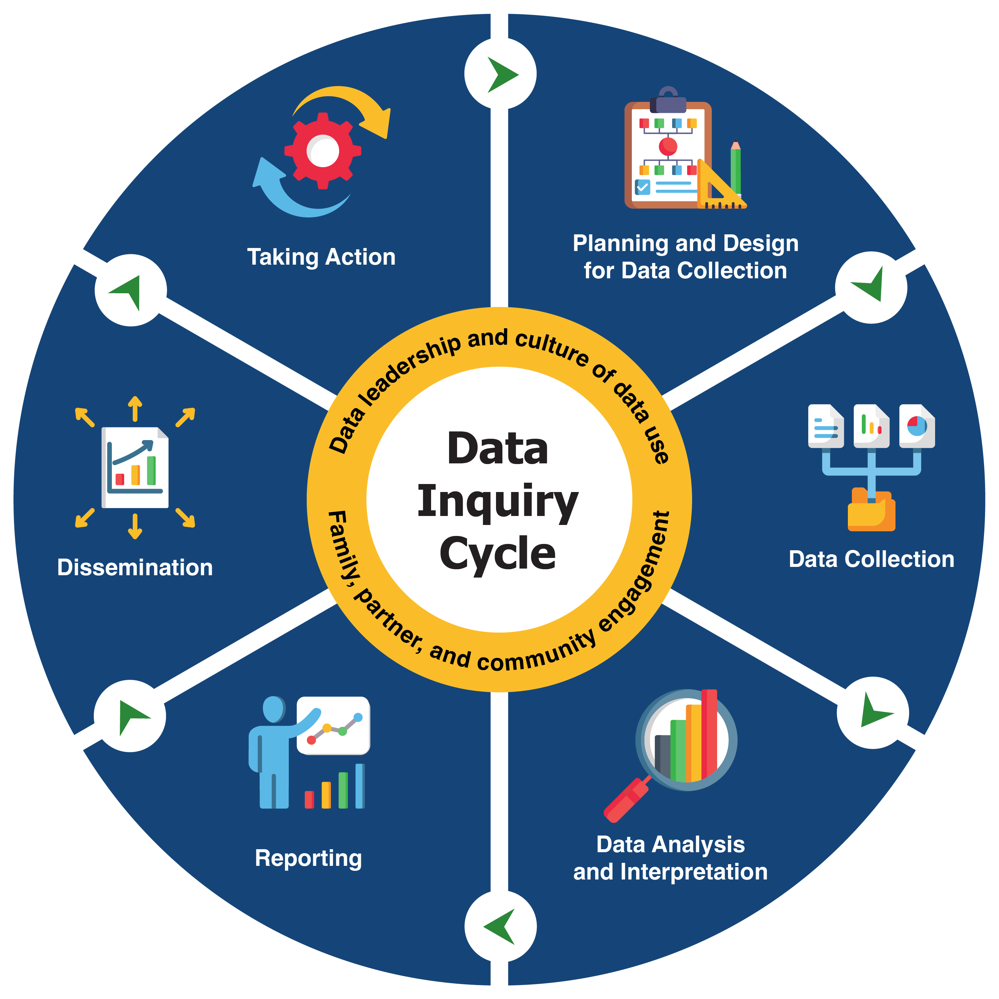 Taking Action
Planning and Design
for Data Collection
Data leadership and culture of data use
Data
Inquiry
Cycle
Family, partner, and community engagement
Dissemination
Data Collection
Reporting
Data Analysis
and Interpretation